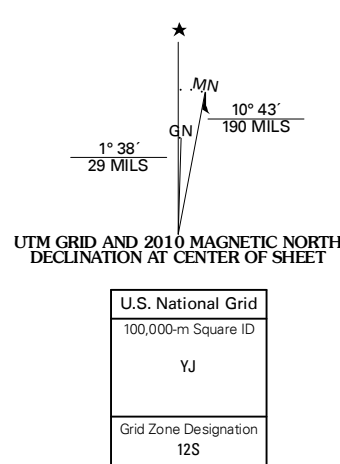 MN
GN
10° 43´
190 MILS
1° 38´
29 MILS
UTM GRID AND 2010 MAGNETIC NORTH
DECLINATION AT CENTER OF SHEET
U.S. National Grid
100,000-m Square ID
YJ
Grid Zone Designation
12S